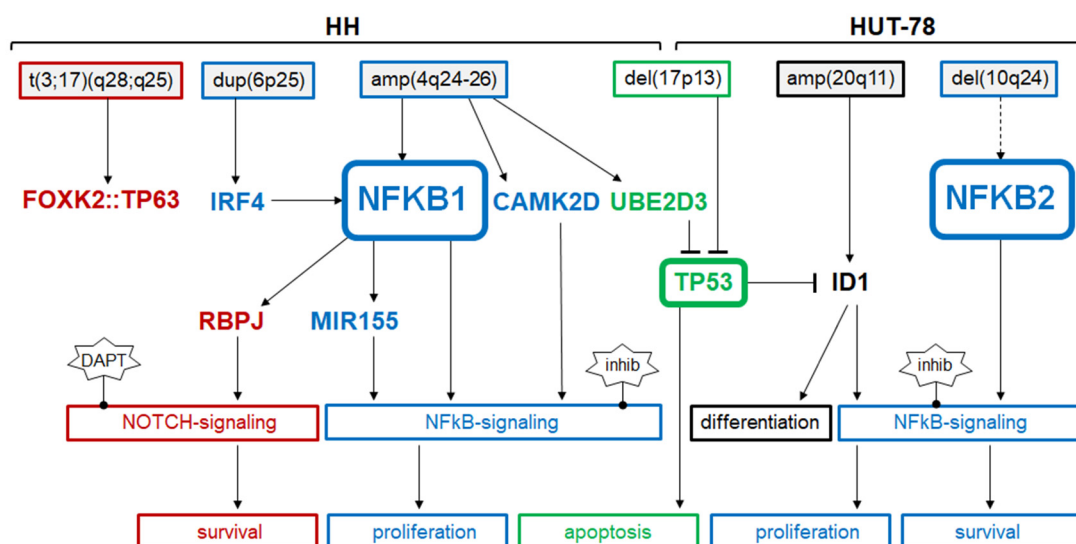 HH HUT-78
t(3;17)(q28;q25) dup(6p25) amp(4q24-26) del(17p13) amp(20q11) del(10q24)
FOXK2::TP63 IRF4 NFKB1 CAMK2D UBE2D3 NFKB2
TP53 ID1
RBPJ MIR155
DAPT inhib inhib
NOTCH-signaling NFkB-signaling differentiation NFkB-signaling
survival proliferation apoptosis proliferation survival